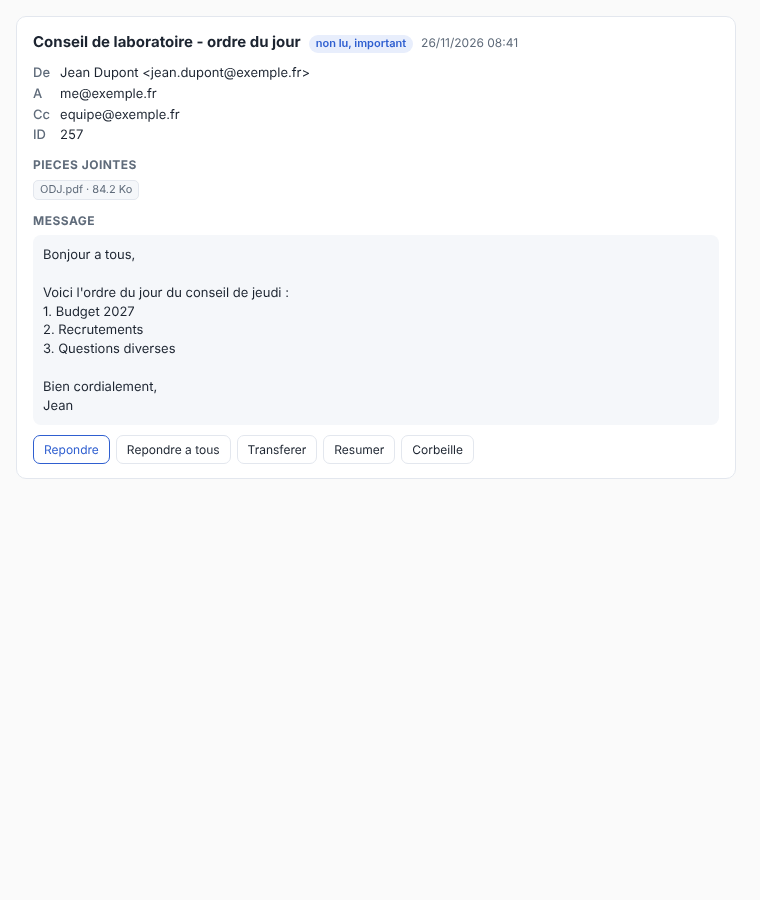 Conseil de laboratoire - ordre du jour non lu, important 26/11/2026 08:41
De Jean Dupont <jean.dupont@exemple.fr>
A me@exemple.fr
Cc equipe@exemple.fr
ID 257
PIECES JOINTES
ODJ.pdf · 84.2 Ko
MESSAGE
Bonjour a tous,
Voici l'ordre du jour du conseil de jeudi :
1. Budget 2027
2. Recrutements
3. Questions diverses
Bien cordialement,
Jean
Repondre Repondre a tous Transferer Resumer Corbeille